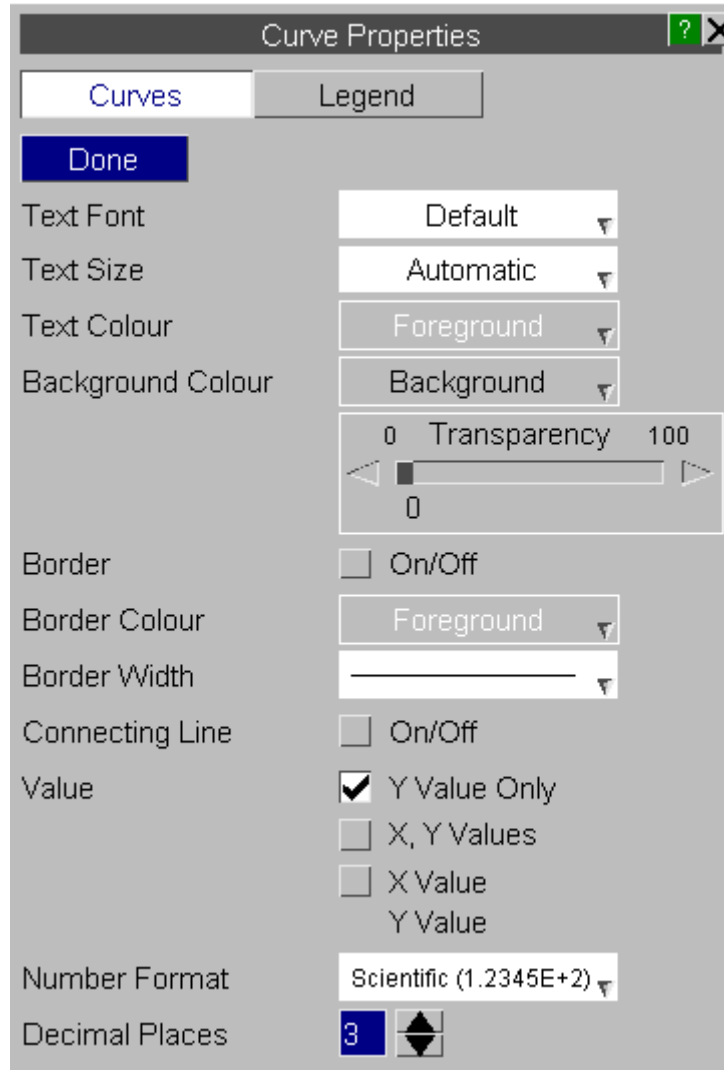 Curve Properties ?
Curves Legend
Done
Text Font Default
Text Size Automatic
Text Colour Foreground
Background Colour Background
0 Transparency 100
0
Border On/Off
Border Colour Foreground
Border Width
Connecting Line On/Off
Value Y Value Only
X, Y Values
X Value
Y Value
Number Format Scientific (1.2345E+2)
Decimal Places 3